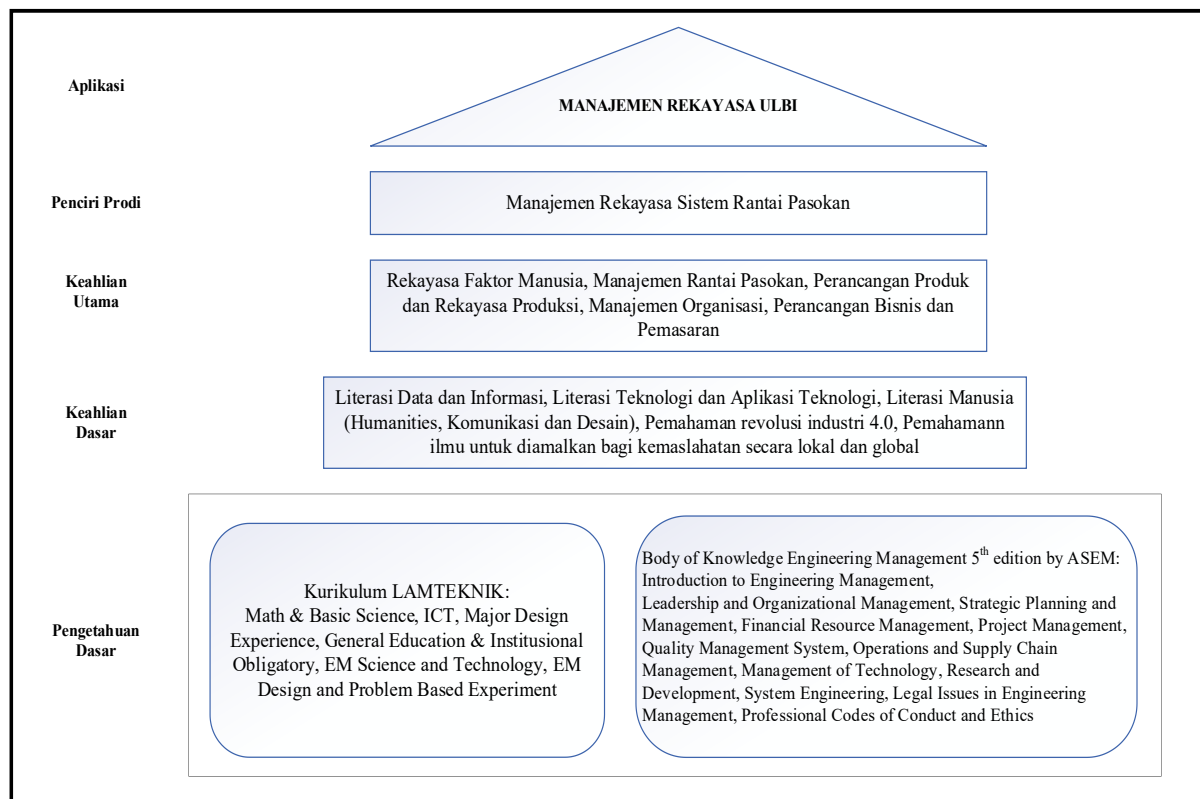 Aplikasi
MANAJEMEN REKAYASA ULBI
Penciri Prodi
Manajemen Rekayasa Sistem Rantai Pasokan
Keahlian
Utama
Rekayasa Faktor Manusia, Manajemen Rantai Pasokan, Perancangan Produk
dan Rekayasa Produksi, Manajemen Organisasi, Perancangan Bisnis dan
Pemasaran
Keahlian
Dasar
Literasi Data dan Informasi, Literasi Teknologi dan Aplikasi Teknologi, Literasi Manusia
(Humanities, Komunikasi dan Desain), Pemahaman revolusi industri 4.0, Pemahamann
ilmu untuk diamalkan bagi kemaslahatan secara lokal dan global
Pengetahuan
Dasar
Kurikulum LAMTEKNIK:
Math & Basic Science, ICT, Major Design
Experience, General Education & Institutional
Obligatory, EM Science and Technology, EM
Design and Problem Based Experiment
Body of Knowledge Engineering Management 5th edition by ASEM:
Introduction to Engineering Management,
Leadership and Organizational Management, Strategic Planning and
Management, Financial Resource Management, Project Management,
Quality Management System, Operations and Supply Chain
Management, Management of Technology, Research and
Development, System Engineering, Legal Issues in Engineering
Management, Professional Codes of Conduct and Ethics